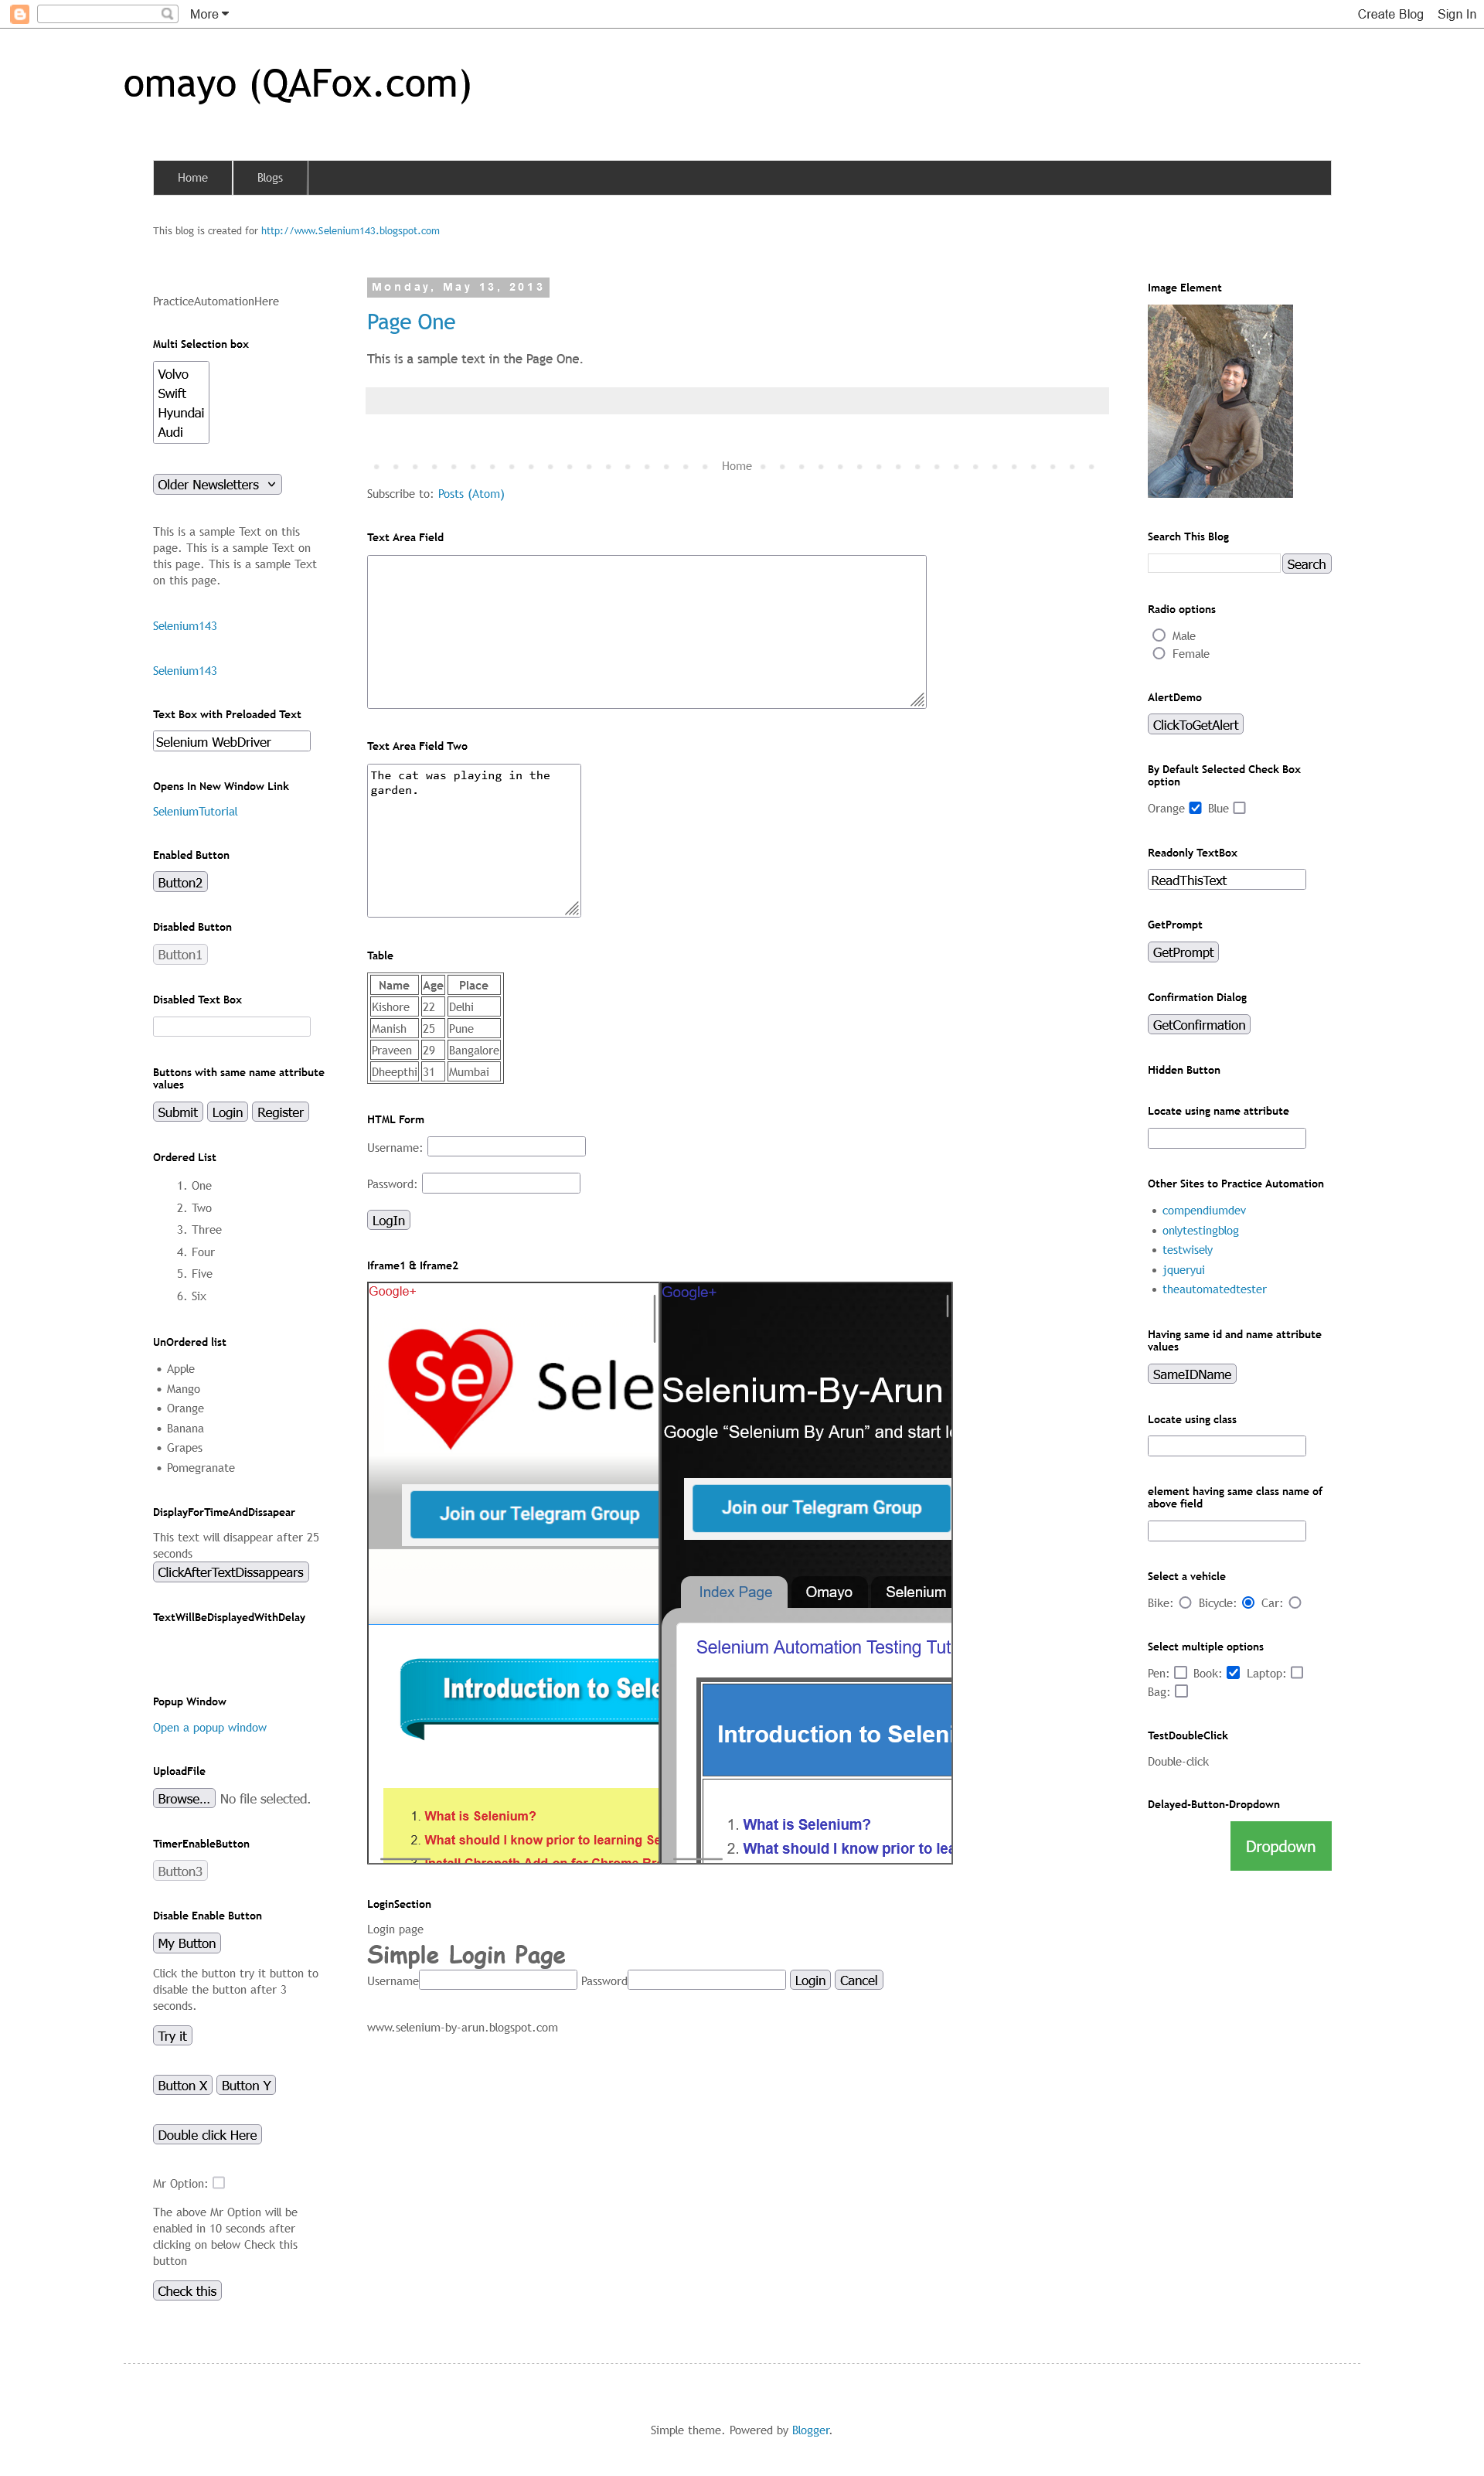 More
Create Blog Sign In
omayo (QAFox.com)
Home Blogs
This blog is created for http://www.Selenium143.blogspot.com
PracticeAutomationHere
Multi Selection box
Volvo
Swift
Hyundai
Audi
Older Newsletters
This is a sample Text on this
page. This is a sample Text on
this page. This is a sample Text
on this page.
Selenium143
Selenium143
Text Box with Preloaded Text
Selenium WebDriver
Opens In New Window Link
SeleniumTutorial
Enabled Button
Button2
Disabled Button
Button1
Disabled Text Box
Buttons with same name attribute
values
Submit Login Register
Ordered List
1. One
2. Two
3. Three
4. Four
5. Five
6. Six
UnOrdered list
• Apple
• Mango
• Orange
• Banana
• Grapes
• Pomegranate
DisplayForTimeAndDissapear
This text will disappear after 25
seconds
ClickAfterTextDissappears
TextWillBeDisplayedWithDelay
Popup Window
Open a popup window
UploadFile
Browse... No file selected.
TimerEnableButton
Button3
Disable Enable Button
My Button
Click the button try it button to
disable the button after 3
seconds.
Try it
Button X Button Y
Double click Here
Mr Option:
The above Mr Option will be
enabled in 10 seconds after
clicking on below Check this
button
Check this
Monday, May 13, 2013
Page One
This is a sample text in the Page One.
Home
Subscribe to: Posts (Atom)
Text Area Field
Text Area Field Two
The cat was playing in the
garden.
Table
Name Age Place
Kishore 22 Delhi
Manish 25 Pune
Praveen 29 Bangalore
Dheepthi 31 Mumbai
HTML Form
Username:
Password:
LogIn
Iframe1 & Iframe2
Google+
Se Sele
Join our Telegram Group
Introduction to Sele
1. What is Selenium?
2. What should I know prior to learning Se
Install Chropath Add-on for Chrome Br
Google+
Selenium-By-Arun
Google “Selenium By Arun” and start l
Join our Telegram Group
Index Page Omayo Selenium
Selenium Automation Testing Tut
Introduction to Seleni
1. What is Selenium?
2. What should I know prior to lea
LoginSection
Login page
Simple Login Page
Username Password Login Cancel
www.selenium-by-arun.blogspot.com
Image Element
Search This Blog
Search
Radio options
Male
Female
AlertDemo
ClickToGetAlert
By Default Selected Check Box
option
Orange Blue
Readonly TextBox
ReadThisText
GetPrompt
GetPrompt
Confirmation Dialog
GetConfirmation
Hidden Button
Locate using name attribute
Other Sites to Practice Automation
• compendiumdev
• onlytestingblog
• testwisely
• jqueryui
• theautomatedtester
Having same id and name attribute
values
SameIDName
Locate using class
element having same class name of
above field
Select a vehicle
Bike: Bicycle: Car:
Select multiple options
Pen: Book: Laptop:
Bag:
TestDoubleClick
Double-click
Delayed-Button-Dropdown
Dropdown
Simple theme. Powered by Blogger.